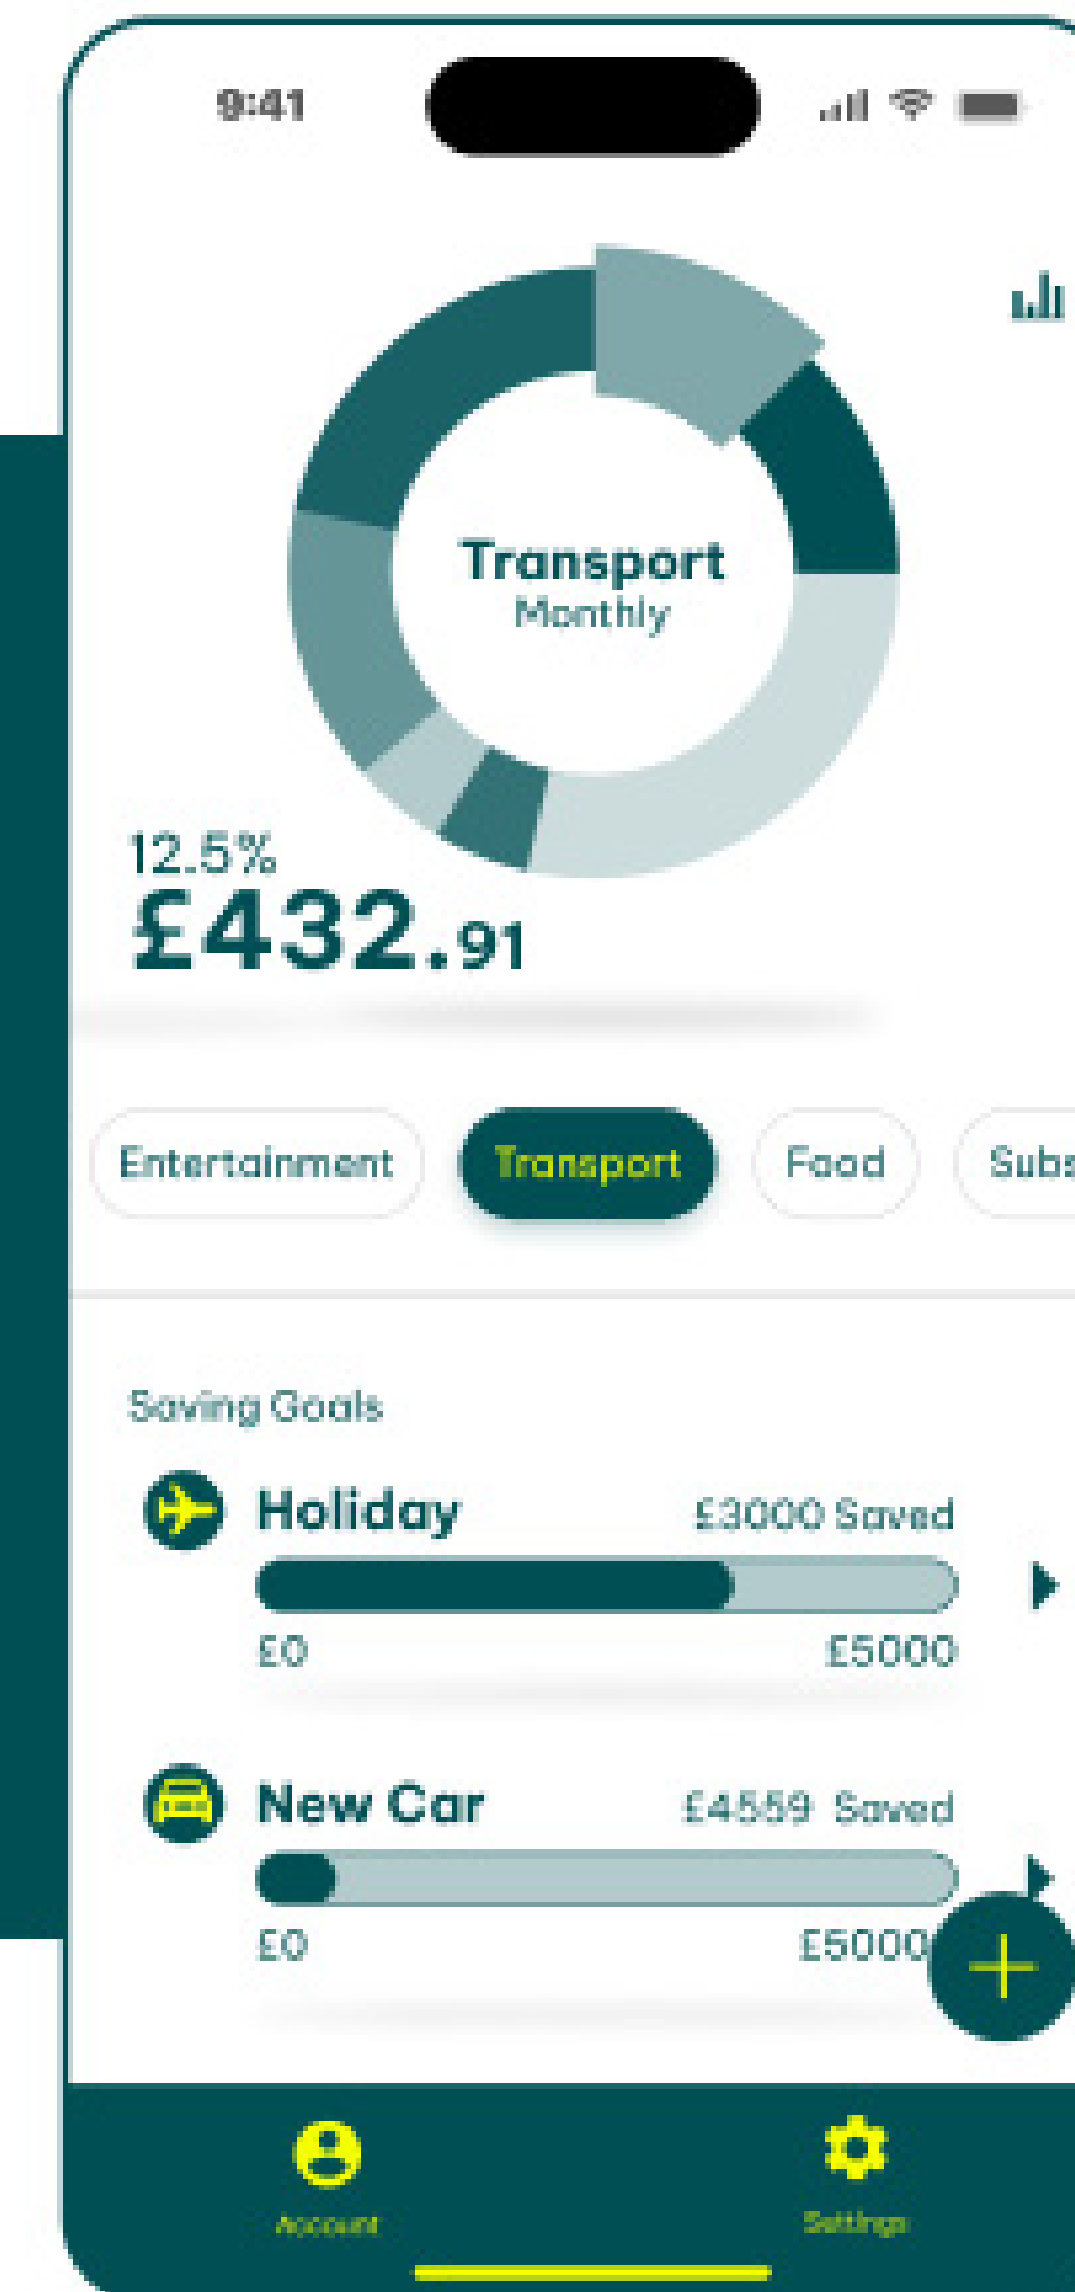 9:41
Transport
Monthly
12.5%
£432.91
Entertainment
Transport
Food
Subs
Saving Goals
Holiday
£3000 Saved
£0
£5000
New Car
£4559 Saved
£0
£5000
Account
Settings